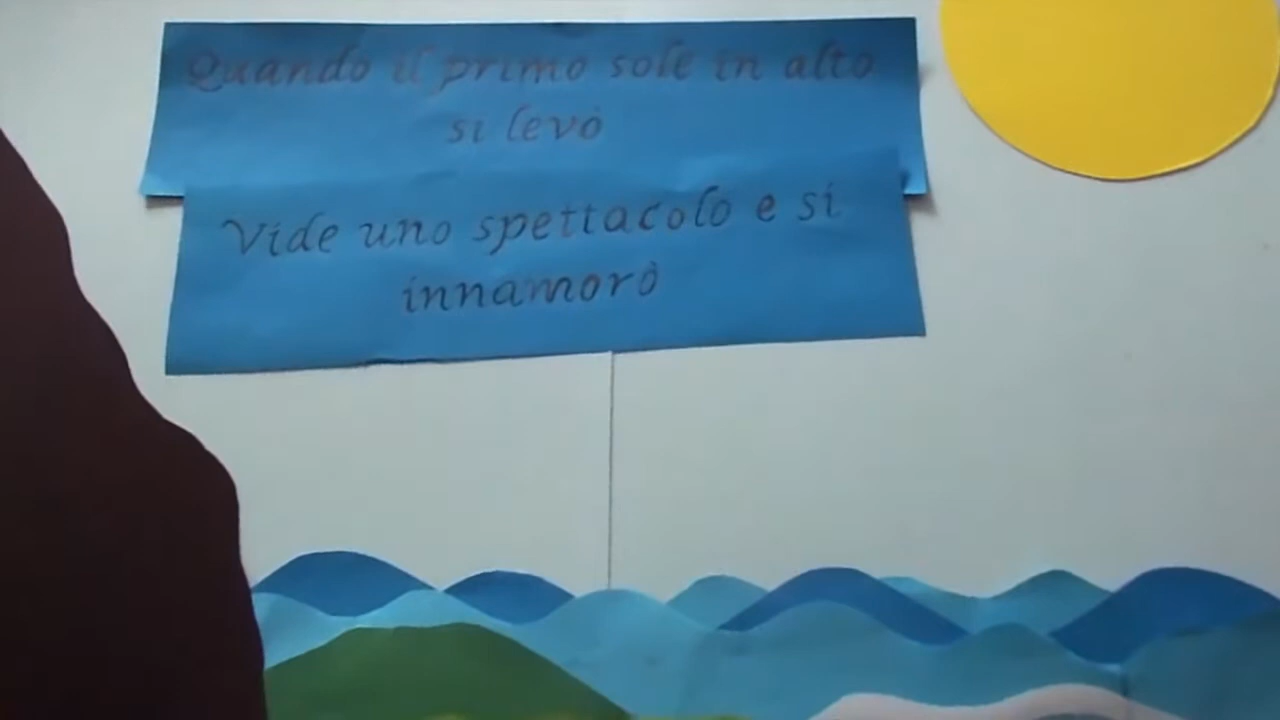 Quando il primo sole in alto
si levò
Vide uno spettacolo e si
innamorò